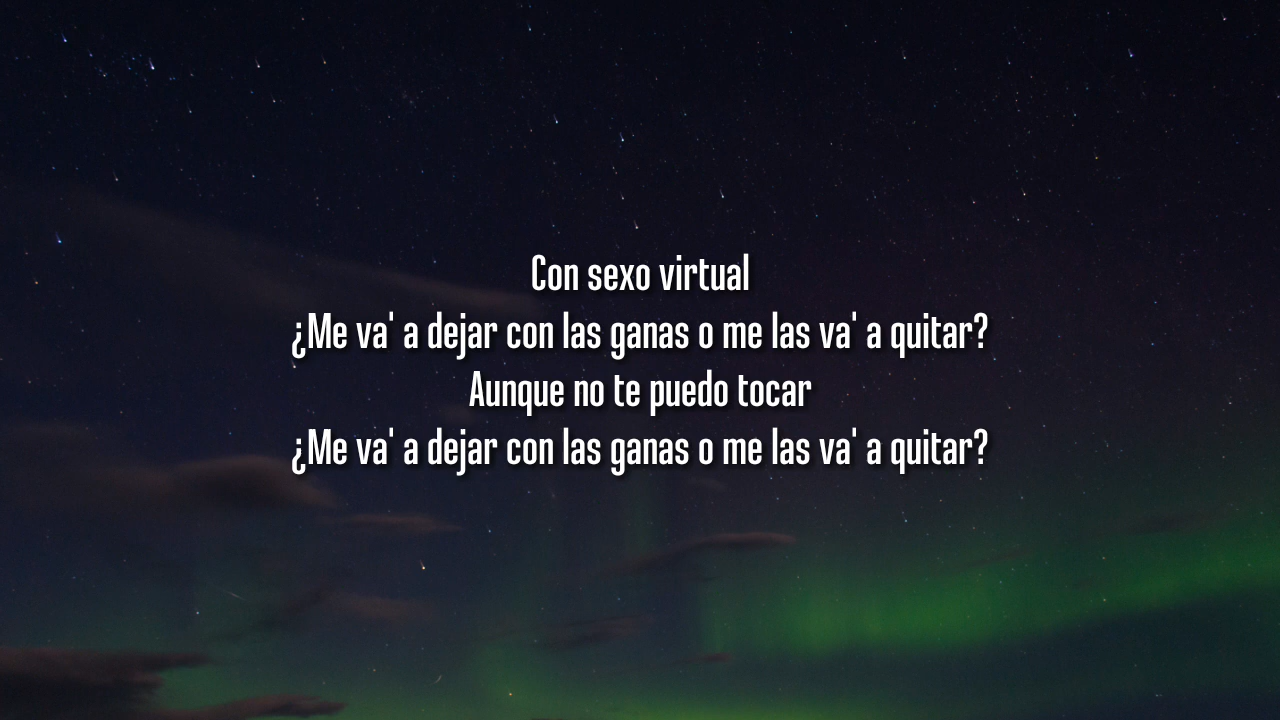 Con sexo virtual
¿Me va' a dejar con las ganas o me las va' a quitar?
Aunque no te puedo tocar
¿Me va' a dejar con las ganas o me las va' a quitar?